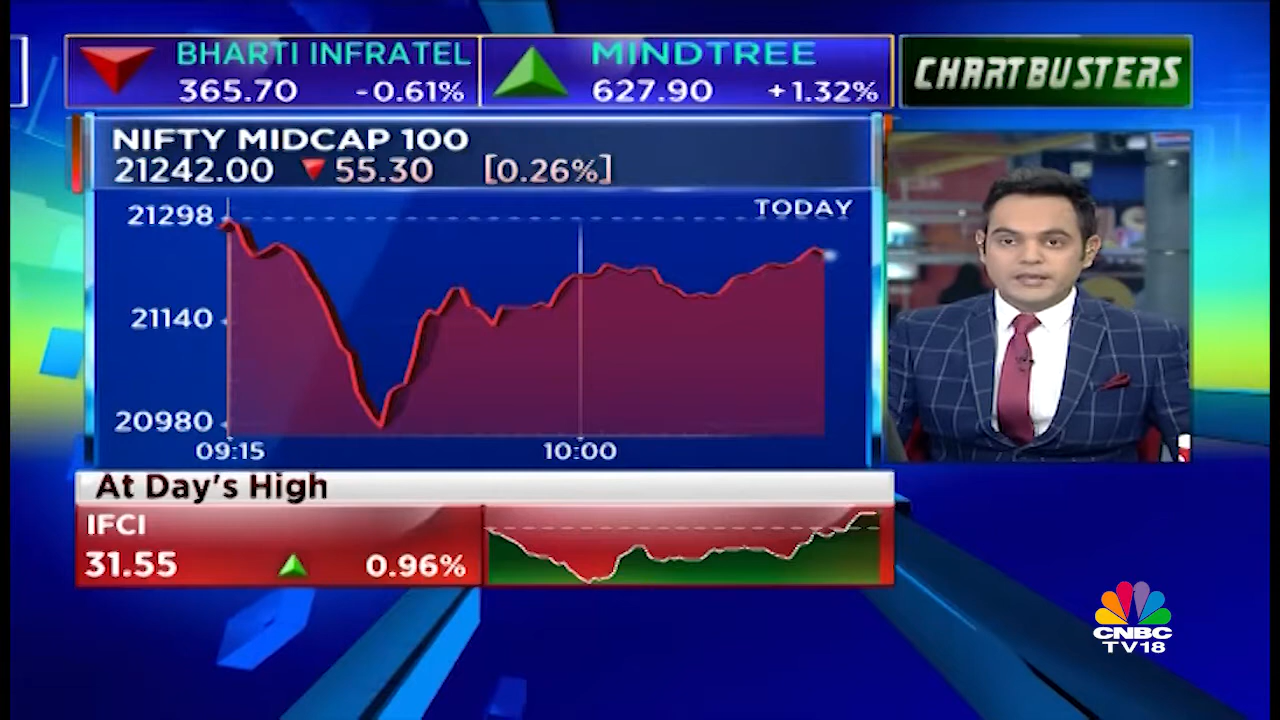 BHARTI INFRATEL
365.70 -0.61%
MINDTREE
627.90 +1.32%
CHARTBUSTERS
NIFTY MIDCAP 100
21242.00 55.30 [0.26%]
TODAY
21298
21140
20980
09:15 10:00
At Day's High
IFCI
31.55 0.96%
CNBC
TV18